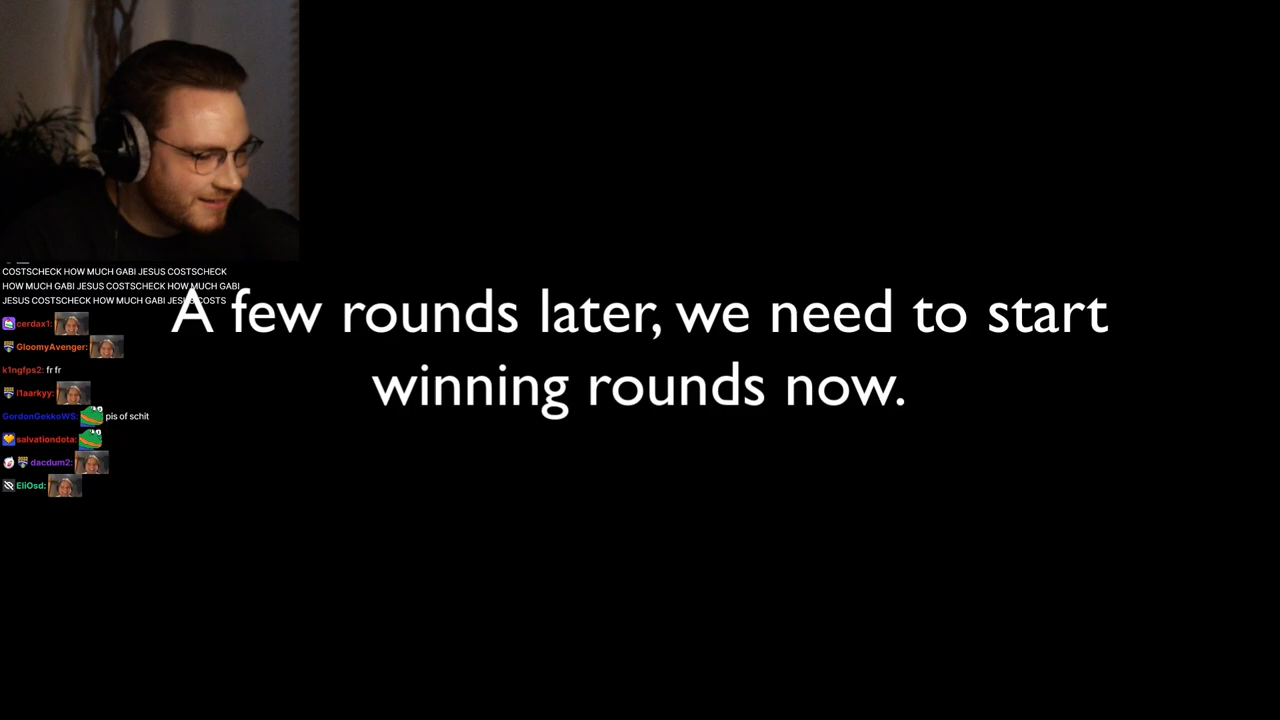 COSTSCHECK HOW MUCH GABI JESUS COSTSCHECK
HOW MUCH GABI JESUS COSTSCHECK HOW MUCH GABI
JESUS COSTSCHECK HOW MUCH GABI JESUS COSTS
cerdax1:
GloomyAvenger:
k1ngfps2: fr fr
l1aarkyy:
GordonGekkoWS: pis of schit
salvationdota:
dacdum2:
EliOsd:
A few rounds later, we need to start
winning rounds now.